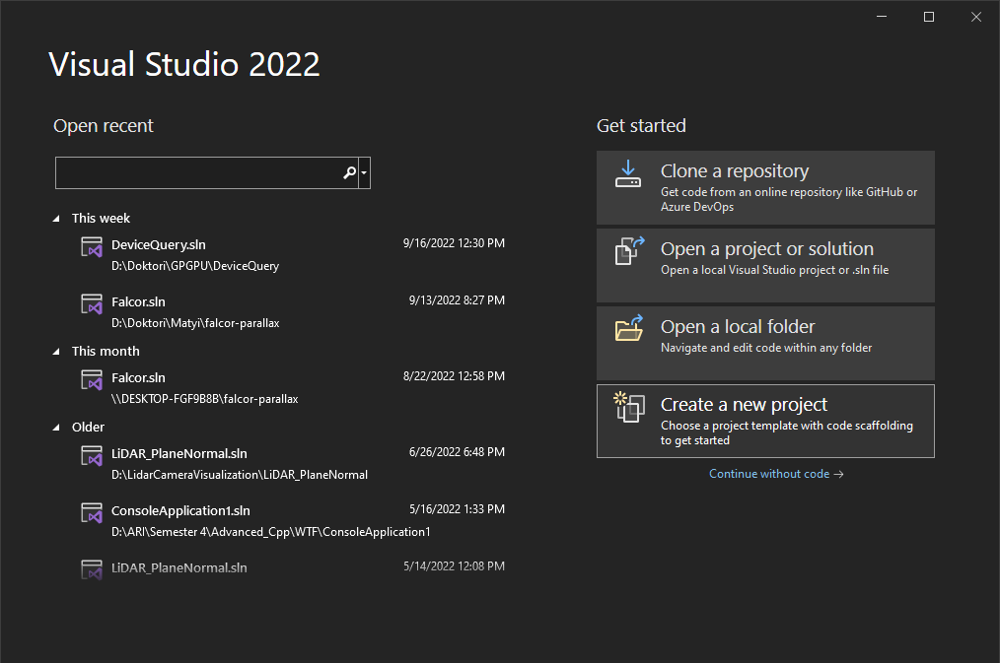 Visual Studio 2022
Open recent
This week
DeviceQuery.sln 9/16/2022 12:30 PM
D:\Doktori\GPGPU\DeviceQuery
Falcor.sln 9/13/2022 8:27 PM
D:\Doktori\Matyi\falcor-parallax
This month
Falcor.sln 8/22/2022 12:58 PM
\\DESKTOP-FGF9B8B\falcor-parallax
Older
LiDAR_PlaneNormal.sln 6/26/2022 6:48 PM
D:\LidarCameraVisualization\LiDAR_PlaneNormal
ConsoleApplication1.sln 5/16/2022 1:33 PM
D:\ARI\Semester 4\Advanced_Cpp\WTF\ConsoleApplication1
LiDAR_PlaneNormal.sln 5/14/2022 12:08 PM
Get started
Clone a repository
Get code from an online repository like GitHub or
Azure DevOps
Open a project or solution
Open a local Visual Studio project or .sln file
Open a local folder
Navigate and edit code within any folder
Create a new project
Choose a project template with code scaffolding
to get started
Continue without code →